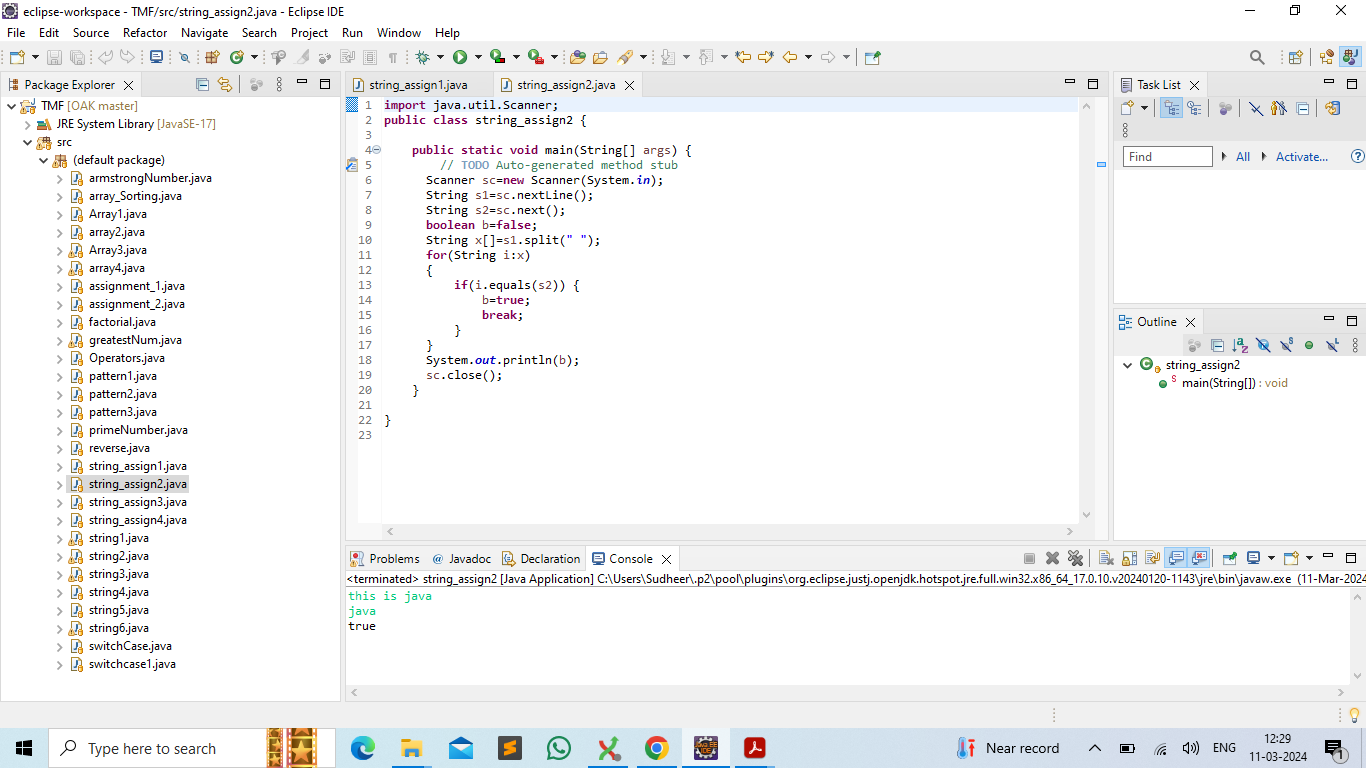 eclipse-workspace - TMF/src/string_assign2.java - Eclipse IDE
File Edit Source Refactor Navigate Search Project Run Window Help
Package Explorer
TMF [OAK master]
JRE System Library [JavaSE-17]
src
(default package)
armstrongNumber.java
array_Sorting.java
Array1.java
array2.java
Array3.java
array4.java
assignment_1.java
assignment_2.java
factorial.java
greatestNum.java
Operators.java
pattern1.java
pattern2.java
pattern3.java
primeNumber.java
reverse.java
string_assign1.java
string_assign2.java
string_assign3.java
string_assign4.java
string1.java
string2.java
string3.java
string4.java
string5.java
string6.java
switchCase.java
switchcase1.java
string_assign1.java string_assign2.java
1 import java.util.Scanner;
2 public class string_assign2 {
3
4 public static void main(String[] args) {
5 // TODO Auto-generated method stub
6 Scanner sc=new Scanner(System.in);
7 String s1=sc.nextLine();
8 String s2=sc.next();
9 boolean b=false;
10 String x[]=s1.split(" ");
11 for(String i:x)
12 {
13 if(i.equals(s2)) {
14 b=true;
15 break;
16 }
17 }
18 System.out.println(b);
19 sc.close();
20 }
21
22 }
23
Task List
Find All Activate...
Outline
string_assign2
main(String[]) : void
Problems @ Javadoc Declaration Console
<terminated> string_assign2 [Java Application] C:\Users\Sudheer\.p2\pool\plugins\org.eclipse.justj.openjdk.hotspot.jre.full.win32.x86_64_17.0.10.v20240120-1143\jre\bin\javaw.exe (11-Mar-2024
this is java
java
true
Type here to search
Near record
ENG
12:29
11-03-2024
1